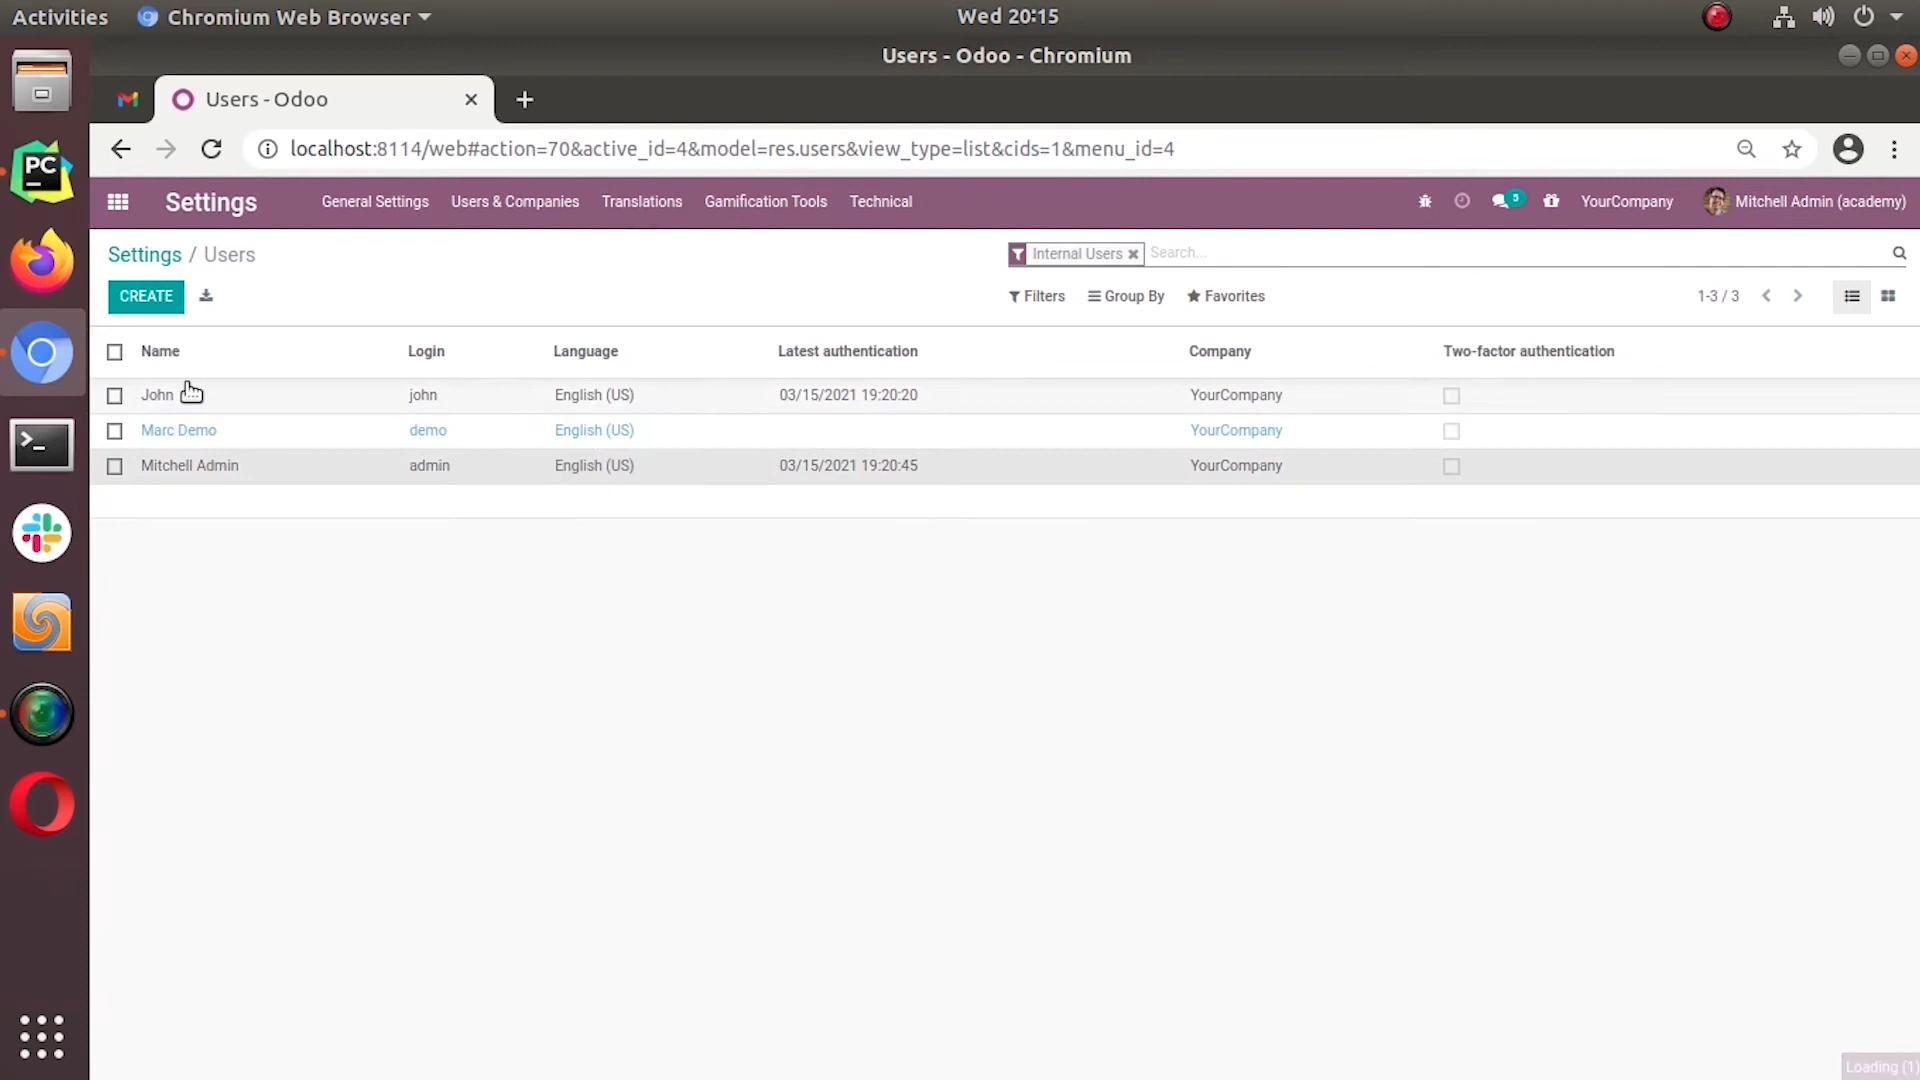 Activities Chromium Web Browser Wed 20:15
Users - Odoo - Chromium
Users - Odoo
localhost:8114/web#action=70&active_id=4&model=res.users&view_type=list&cids=1&menu_id=4
Settings General Settings Users & Companies Translations Gamification Tools Technical 5 YourCompany Mitchell Admin (academy)
Settings / Users Internal Users Search...
CREATE Filters Group By Favorites 1-3 / 3
Name Login Language Latest authentication Company Two-factor authentication
John john English (US) 03/15/2021 19:20:20 YourCompany
Marc Demo demo English (US) YourCompany
Mitchell Admin admin English (US) 03/15/2021 19:20:45 YourCompany
PC
Loading (1)